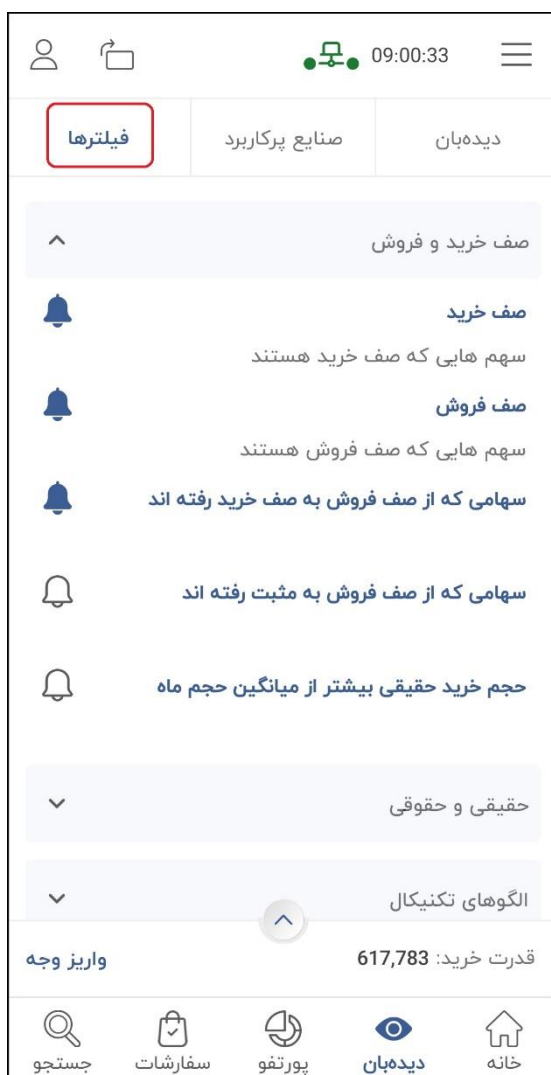 09:00:33
دیده‌بان
صنایع پرکاربرد
فیلترها
صف خرید و فروش
صف خرید
سهم هایی که صف خرید هستند
صف فروش
سهم هایی که صف فروش هستند
سهامی که از صف فروش به صف خرید رفته اند
سهامی که از صف فروش به مثبت رفته اند
حجم خرید حقیقی بیشتر از میانگین حجم ماه
حقیقی و حقوقی
الگوهای تکنیکال
قدرت خرید: 617,783
واریز وجه
خانه
دیده‌بان
پورتفو
سفارشات
جستجو